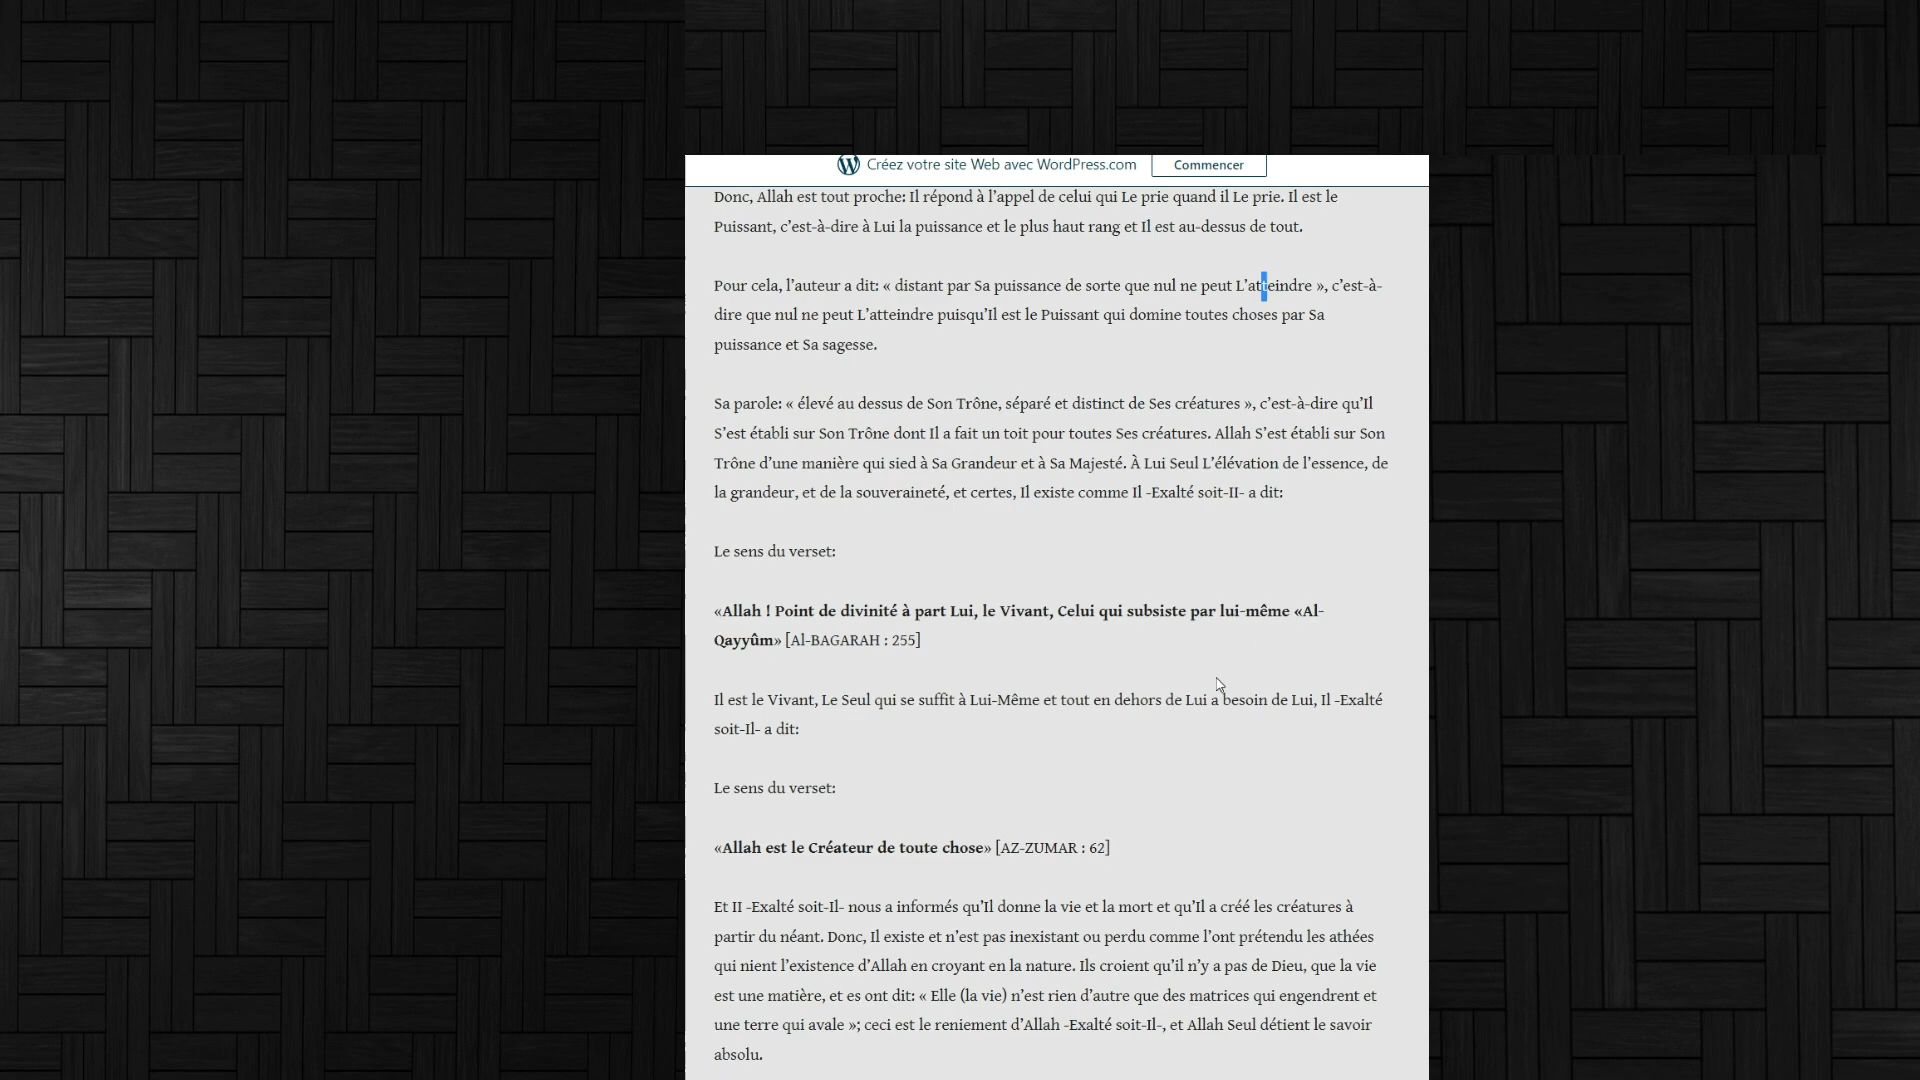 Créez votre site Web avec WordPress.com
Commencer
Donc, Allah est tout proche: Il répond à l’appel de celui qui Le prie quand il Le prie. Il est le
Puissant, c’est-à-dire à Lui la puissance et le plus haut rang et Il est au-dessus de tout.
Pour cela, l’auteur a dit: « distant par Sa puissance de sorte que nul ne peut L’atteindre », c’est-à-
dire que nul ne peut L’atteindre puisqu’Il est le Puissant qui domine toutes choses par Sa
puissance et Sa sagesse.
Sa parole: « élevé au dessus de Son Trône, séparé et distinct de Ses créatures », c’est-à-dire qu’Il
S’est établi sur Son Trône dont Il a fait un toit pour toutes Ses créatures. Allah S’est établi sur Son
Trône d’une manière qui sied à Sa Grandeur et à Sa Majesté. À Lui Seul L’élévation de l’essence, de
la grandeur, et de la souveraineté, et certes, Il existe comme Il -Exalté soit-II- a dit:
Le sens du verset:
«Allah ! Point de divinité à part Lui, le Vivant, Celui qui subsiste par lui-même «Al-
Qayyûm» [Al-BAGARAH : 255]
Il est le Vivant, Le Seul qui se suffit à Lui-Même et tout en dehors de Lui a besoin de Lui, Il -Exalté
soit-Il- a dit:
Le sens du verset:
«Allah est le Créateur de toute chose» [AZ-ZUMAR : 62]
Et II -Exalté soit-Il- nous a informés qu’Il donne la vie et la mort et qu’Il a créé les créatures à
partir du néant. Donc, Il existe et n’est pas inexistant ou perdu comme l’ont prétendu les athées
qui nient l’existence d’Allah en croyant en la nature. Ils croient qu’il n’y a pas de Dieu, que la vie
est une matière, et es ont dit: « Elle (la vie) n’est rien d’autre que des matrices qui engendrent et
une terre qui avale »; ceci est le reniement d’Allah -Exalté soit-Il-, et Allah Seul détient le savoir
absolu.